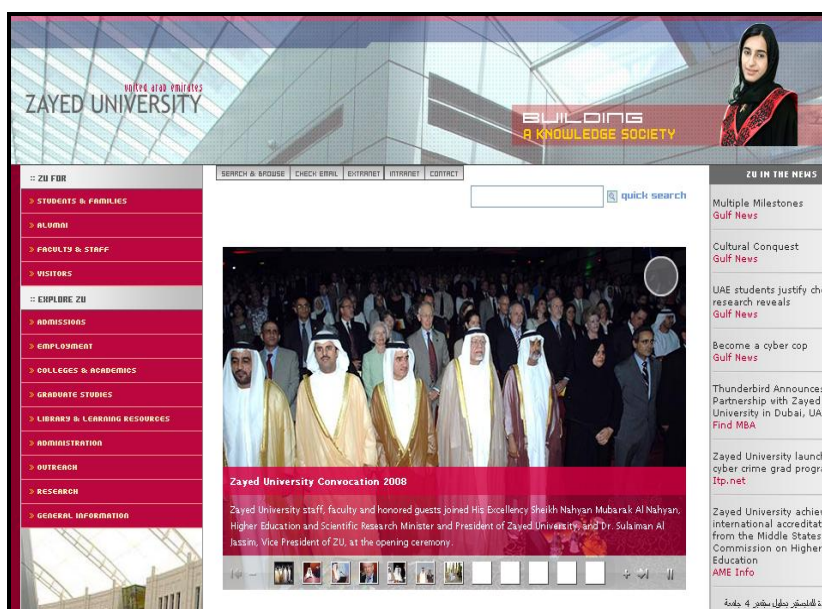 united arab emirates
ZAYED UNIVERSITY
BUILDING
A KNOWLEDGE SOCIETY
:: ZU FOR
» STUDENTS & FAMILIES
» ALUMNI
» FACULTY & STAFF
» VISITORS
:: EXPLORE ZU
» ADMISSIONS
» EMPLOYMENT
» COLLEGES & ACADEMICS
» GRADUATE STUDIES
» LIBRARY & LEARNING RESOURCES
» ADMINISTRATION
» OUTREACH
» RESEARCH
» GENERAL INFORMATION
SEARCH & BROWSE CHECK EMAIL EXTRANET INTRANET CONTACT
quick search
Zayed University Convocation 2008
Zayed University staff, faculty and honored guests joined His Excellency Sheikh Nahyan Mubarak Al Nahyan,
Higher Education and Scientific Research Minister and President of Zayed University, and Dr. Sulaiman Al
Jassim, Vice President of ZU, at the opening ceremony.
ZU IN THE NEWS
Multiple Milestones
Gulf News
Cultural Conquest
Gulf News
UAE students justify ch
research reveals
Gulf News
Become a cyber cop
Gulf News
Thunderbird Announces
Partnership with Zayed
University in Dubai, UA
Find MBA
Zayed University launch
cyber crime grad progra
Itp.net
Zayed University achiev
international accreditat
from the Middle States
Commission on Higher
Education
AME Info
جامعة 4 سبتمبر